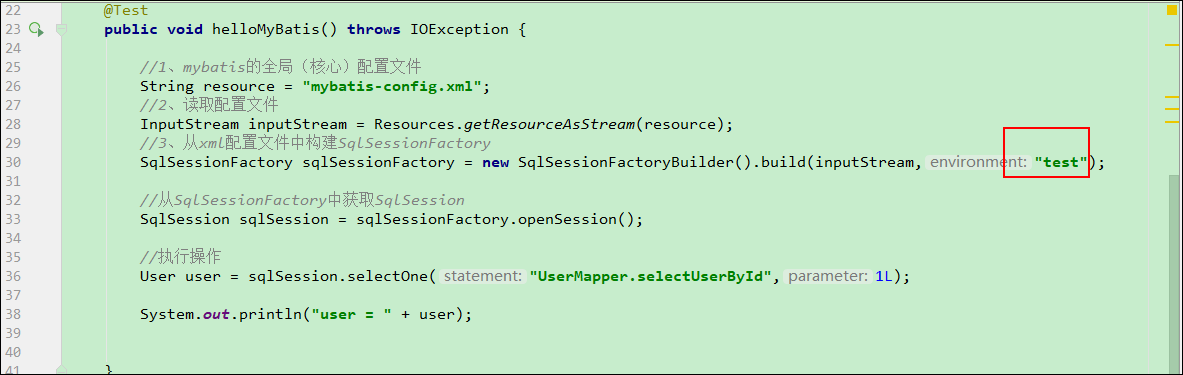 22 @Test
23 public void helloMyBatis() throws IOException {
24
25 //1、mybatis的全局（核心）配置文件
26 String resource = "mybatis-config.xml";
27 //2、读取配置文件
28 InputStream inputStream = Resources.getResourceAsStream(resource);
29 //3、从xml配置文件中构建SqlSessionFactory
30 SqlSessionFactory sqlSessionFactory = new SqlSessionFactoryBuilder().build(inputStream, environment: "test");
31
32 //从SqlSessionFactory中获取SqlSession
33 SqlSession sqlSession = sqlSessionFactory.openSession();
34
35 //执行操作
36 User user = sqlSession.selectOne( statement: "UserMapper.selectUserById", parameter: 1L);
37
38 System.out.println("user = " + user);
39
40
41 }